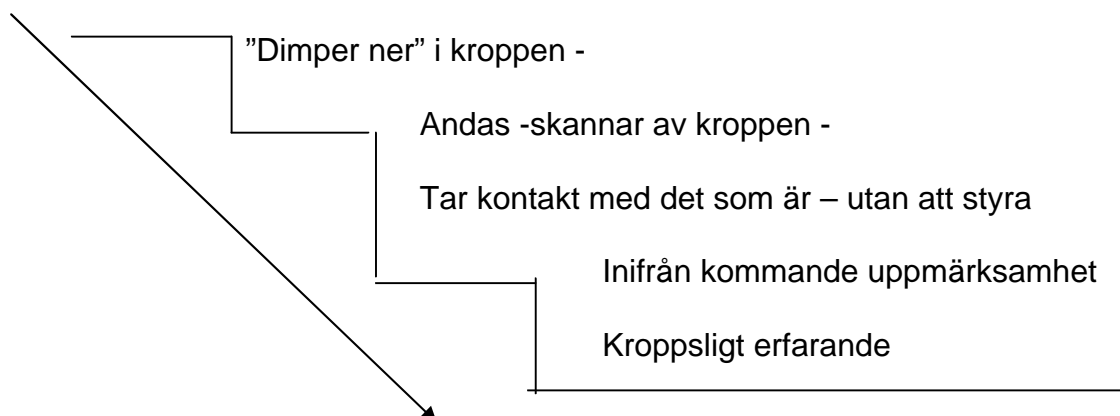 ”Dimper ner” i kroppen -
Andas -skannar av kroppen -
Tar kontakt med det som är – utan att styra
Inifrån kommande uppmärksamhet
Kroppsligt erfarande